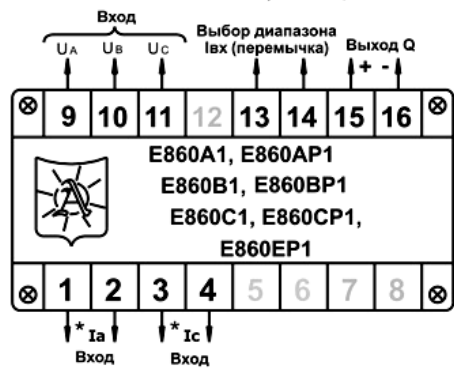 Вход
UA UB UC
Выбор диапазона
Iвх (перемычка)
Выход Q
+ -
9 10 11 12 13 14 15 16
E860A1, E860AP1
E860B1, E860BP1
E860C1, E860CP1,
E860EP1
1 2 3 4 5 6 7 8
* Ia * Ic
Вход Вход